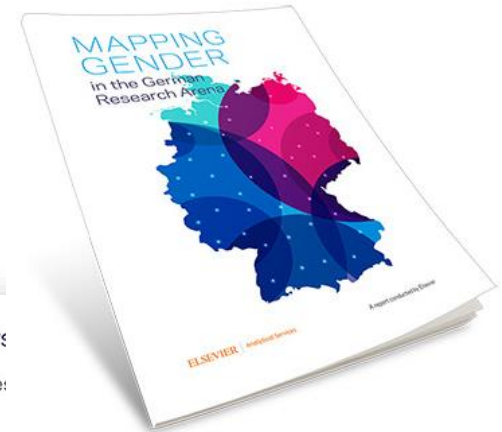 MAPPING
GENDER
in the German
Research Arena
A report conducted by Elsevier
ELSEVIER | Analytical Services